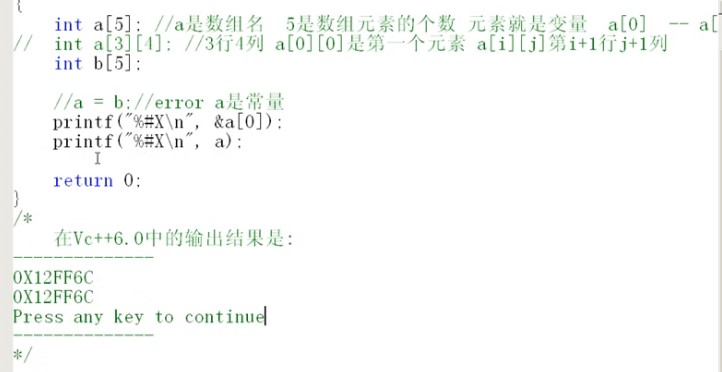 {
int a[5]; //a是数组名 5是数组元素的个数 元素就是变量 a[0] -- a[
// int a[3][4]; //3行4列 a[0][0]是第一个元素 a[i][j]第i+1行j+1列
int b[5];
//a = b;//error a是常量
printf("%#X\n", &a[0]);
printf("%#X\n", a);
return 0;
}
/*
在Vc++6.0中的输出结果是:
--------------
0X12FF6C
0X12FF6C
Press any key to continue
--------------
*/